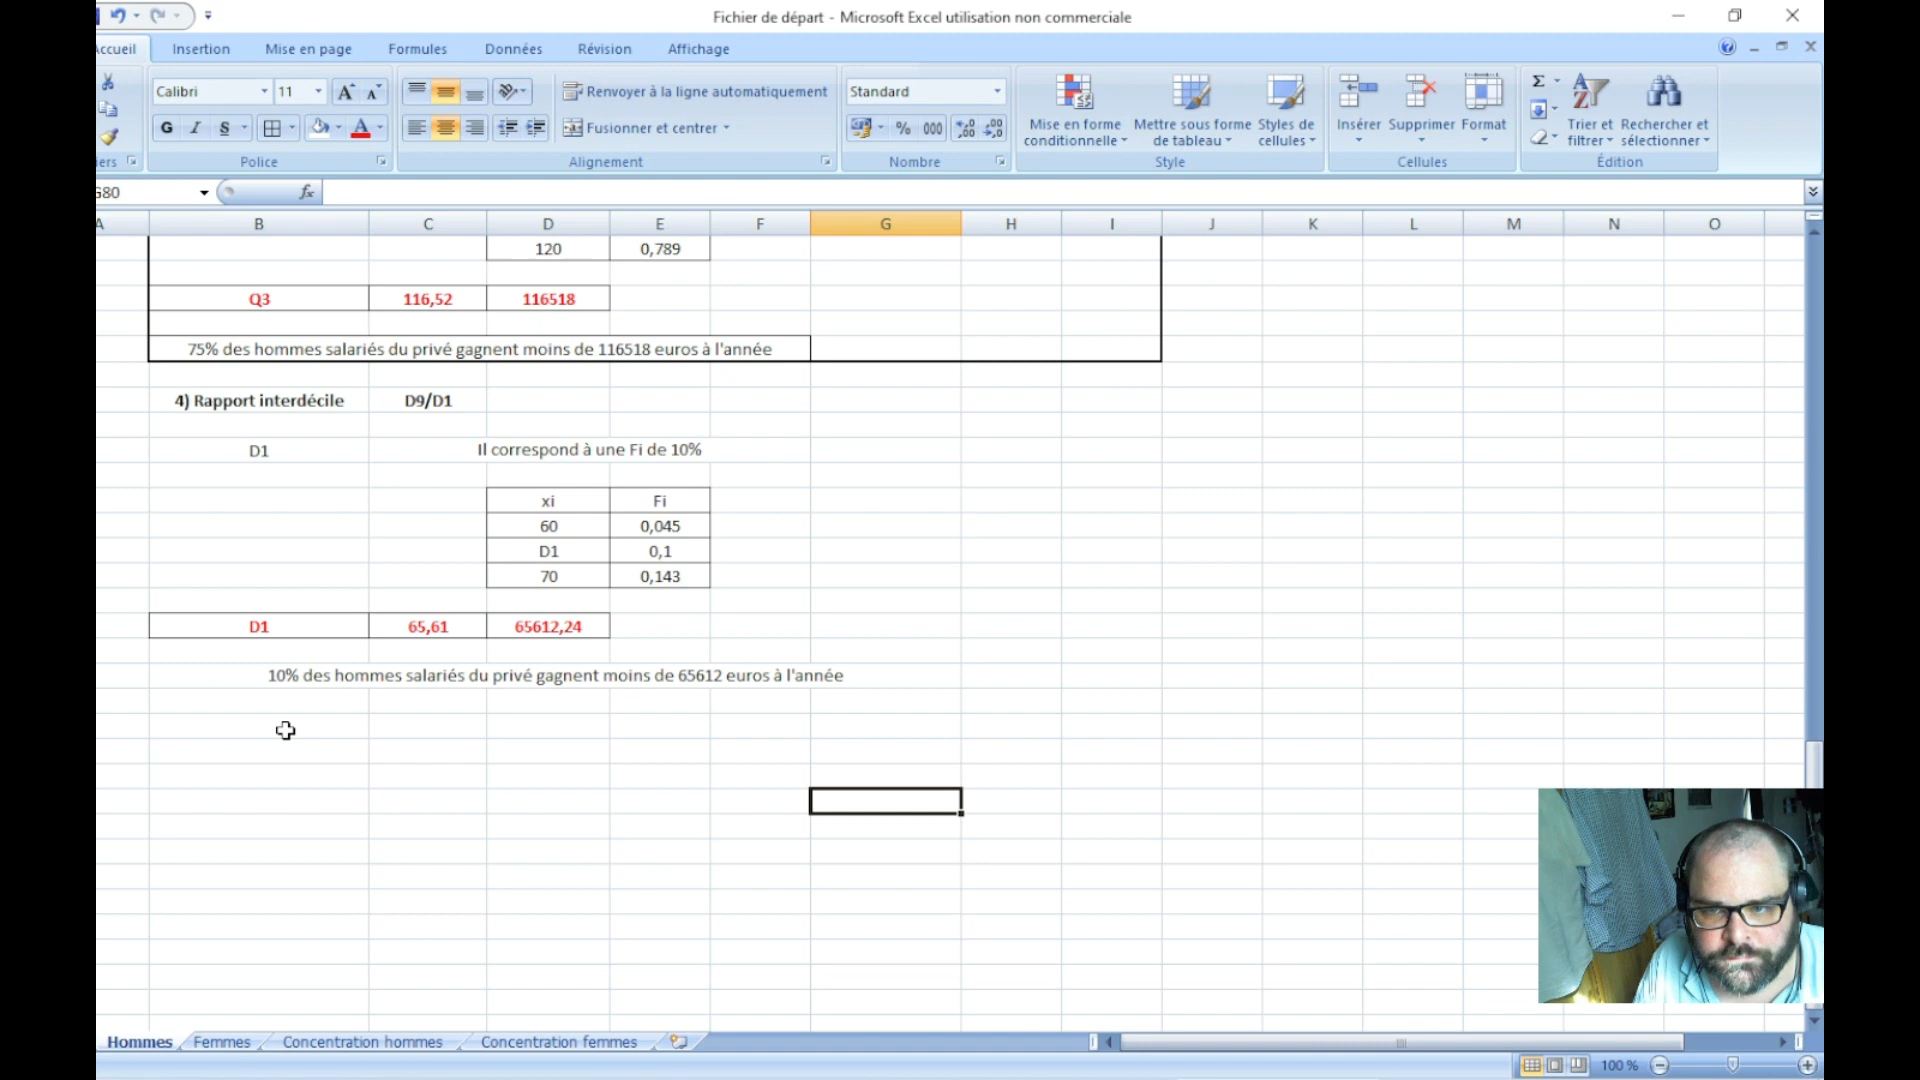 Fichier de départ - Microsoft Excel utilisation non commerciale
Accueil Insertion Mise en page Formules Données Révision Affichage
Calibri 11 Renvoyer à la ligne automatiquement Standard
G I S Fusionner et centrer % 000
Mise en forme conditionnelle
Mettre sous forme de tableau
Styles de cellules
Insérer Supprimer Format
Σ
Trier et filtrer
Rechercher et sélectionner
Police Alignement Nombre Style Cellules Édition
G80 fx
A B C D E F G H I J K L M N O
120 0,789
Q3 116,52 116518
75% des hommes salariés du privé gagnent moins de 116518 euros à l'année
4) Rapport interdécile D9/D1
D1 Il correspond à une Fi de 10%
xi Fi
60 0,045
D1 0,1
70 0,143
D1 65,61 65612,24
10% des hommes salariés du privé gagnent moins de 65612 euros à l'année
Hommes Femmes Concentration hommes Concentration femmes
100 %